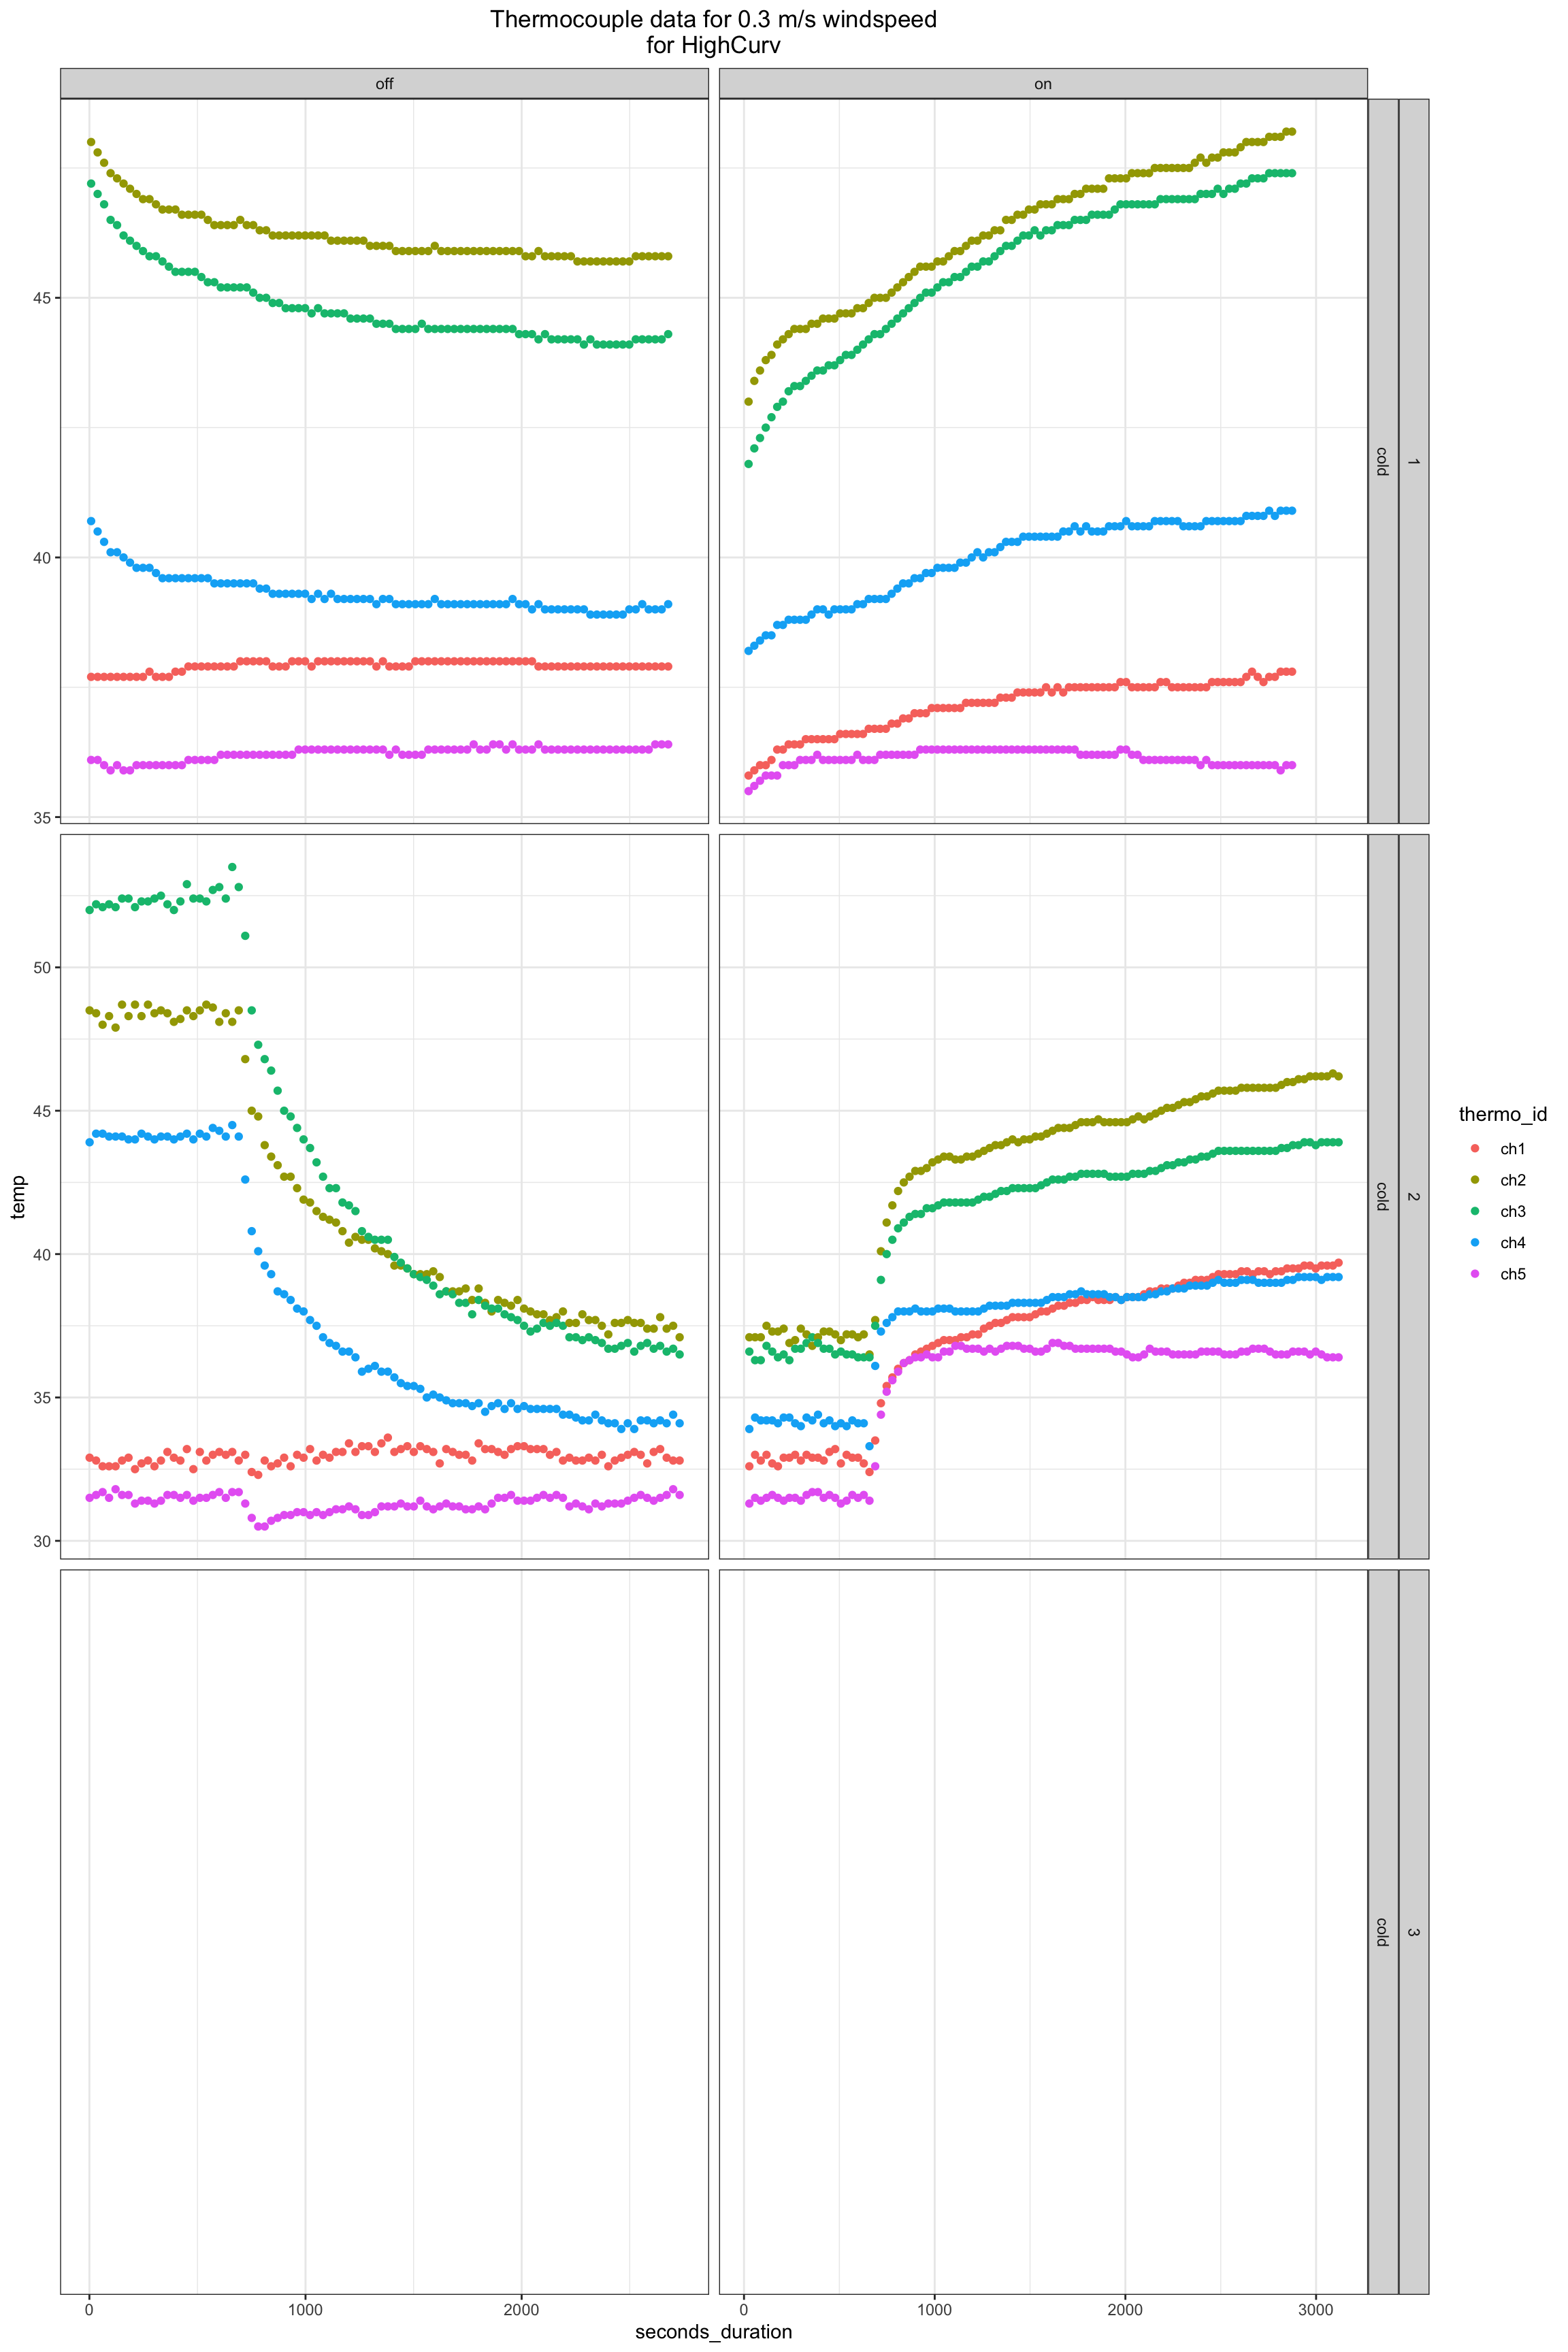 Thermocouple data for 0.3 m/s windspeed
for HighCurv
off
on
45
40
35
cold
1
50
45
40
35
30
cold
2
cold
3
temp
0
1000
2000
0
1000
2000
3000
seconds_duration
thermo_id
ch1
ch2
ch3
ch4
ch5